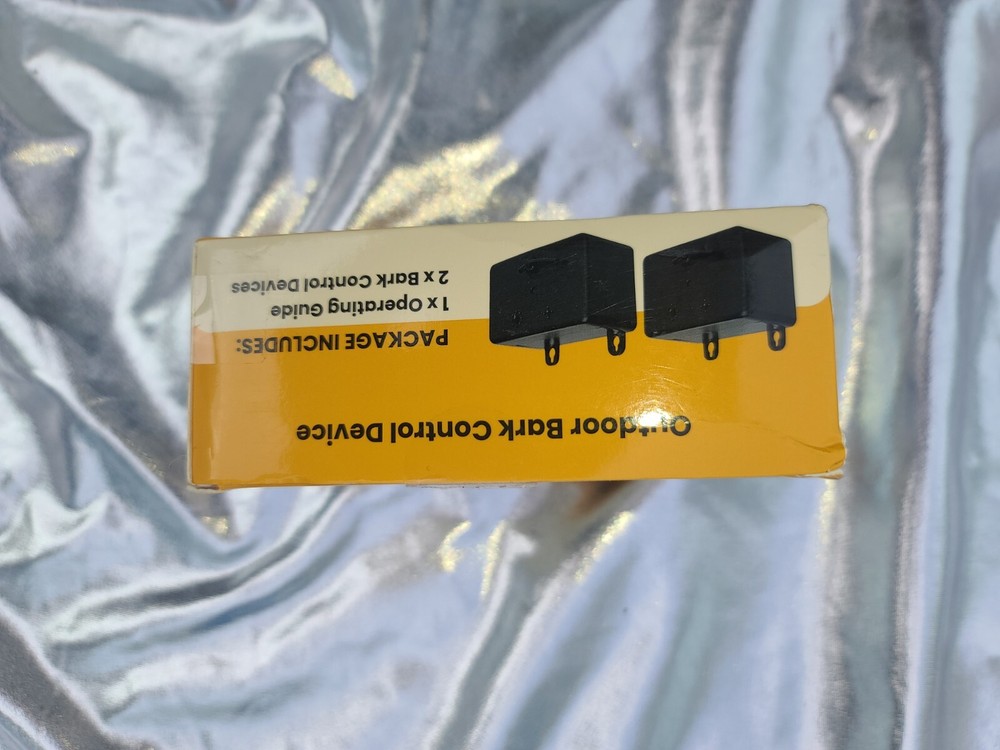 Outdoor Bark Control Device
PACKAGE INCLUDES:
1 x Operating Guide
2 x Bark Control Devices